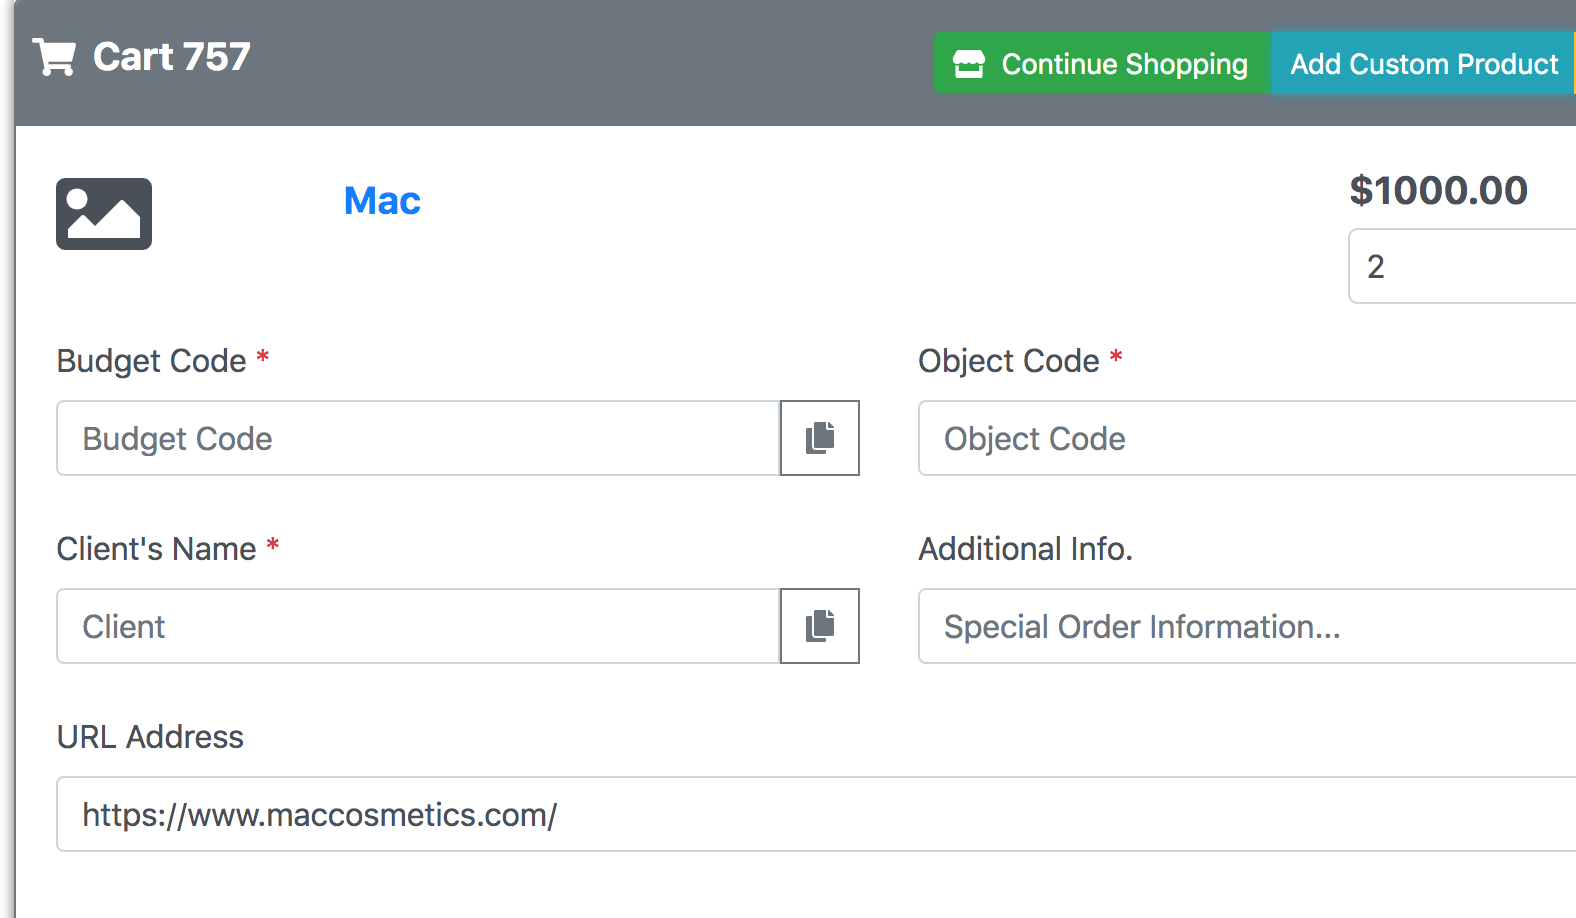 Cart 757
Continue Shopping
Add Custom Product
Mac
$1000.00
2
Budget Code *
Object Code *
Budget Code
Object Code
Client's Name *
Additional Info.
Client
Special Order Information...
URL Address
https://www.maccosmetics.com/